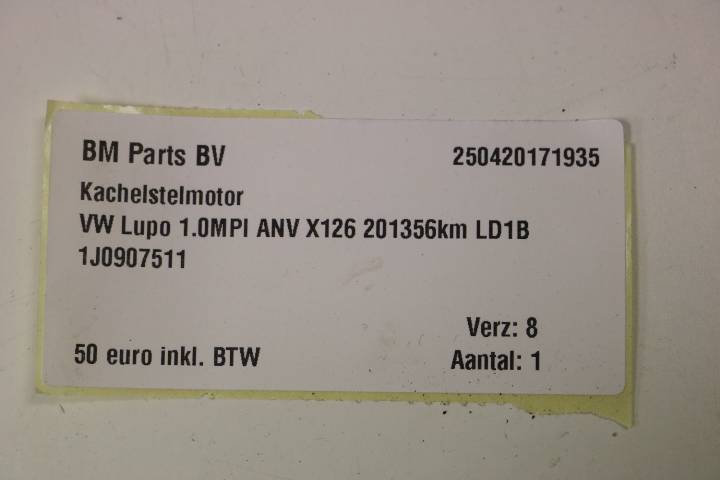 BM Parts BV 250420171935
Kachelstelmotor
VW Lupo 1.0MPI ANV X126 201356km LD1B
1J0907511
Verz: 8
50 euro inkl. BTW Aantal: 1